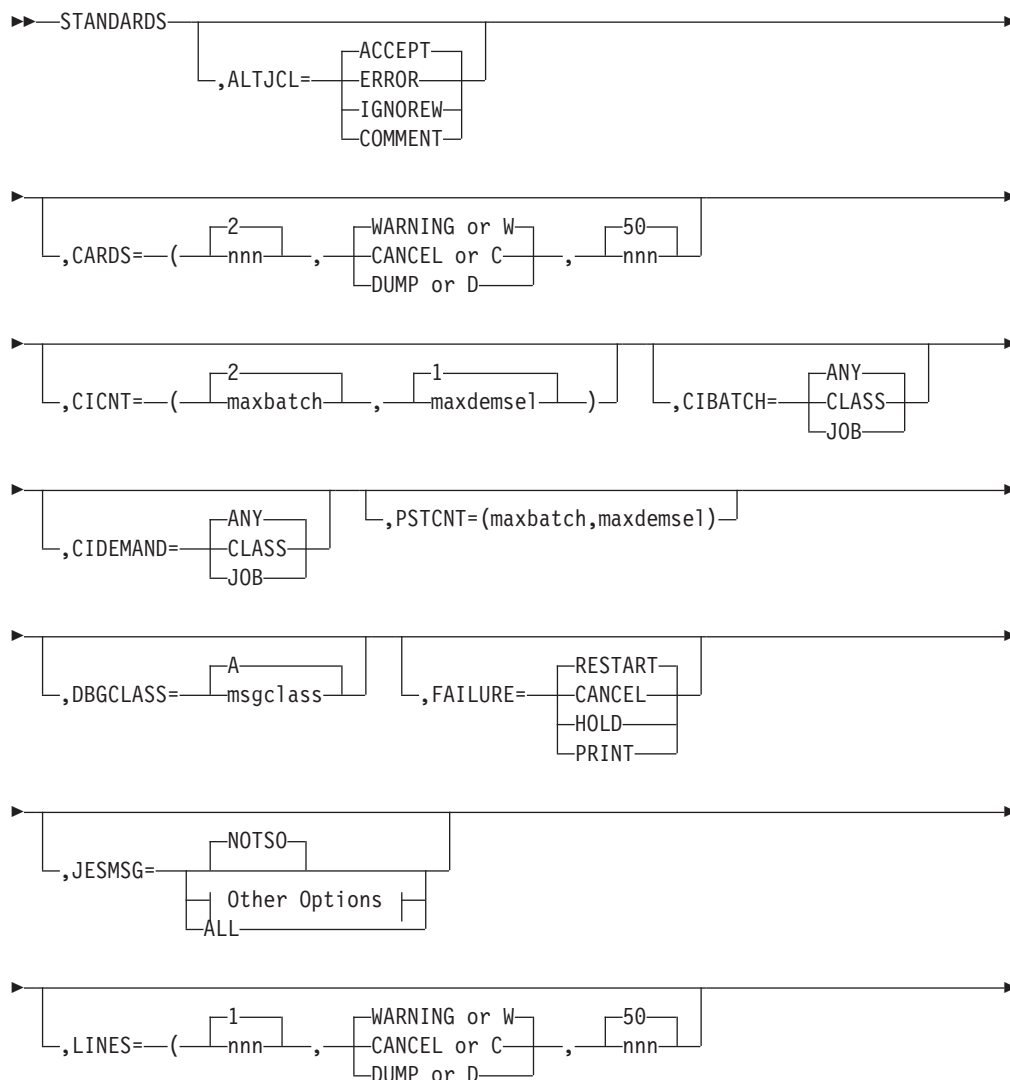 STANDARDS
,ALTJCL=
ACCEPT
ERROR
IGNOREW
COMMENT
,CARDS= (
2
nnn
,
WARNING or W
CANCEL or C
DUMP or D
,
50
nnn
,CICNT= (
2
maxbatch
,
1
maxdemsel
)
,CIBATCH=
ANY
CLASS
JOB
,CIDEMAND=
ANY
CLASS
JOB
,PSTCNT=(maxbatch,maxdemsel)
,DBGCLASS=
A
msgclass
,FAILURE=
RESTART
CANCEL
HOLD
PRINT
,JESMSG=
NOTSO
Other Options
ALL
,LINES= (
1
nnn
,
WARNING or W
CANCEL or C
DUMP or D
,
50
nnn